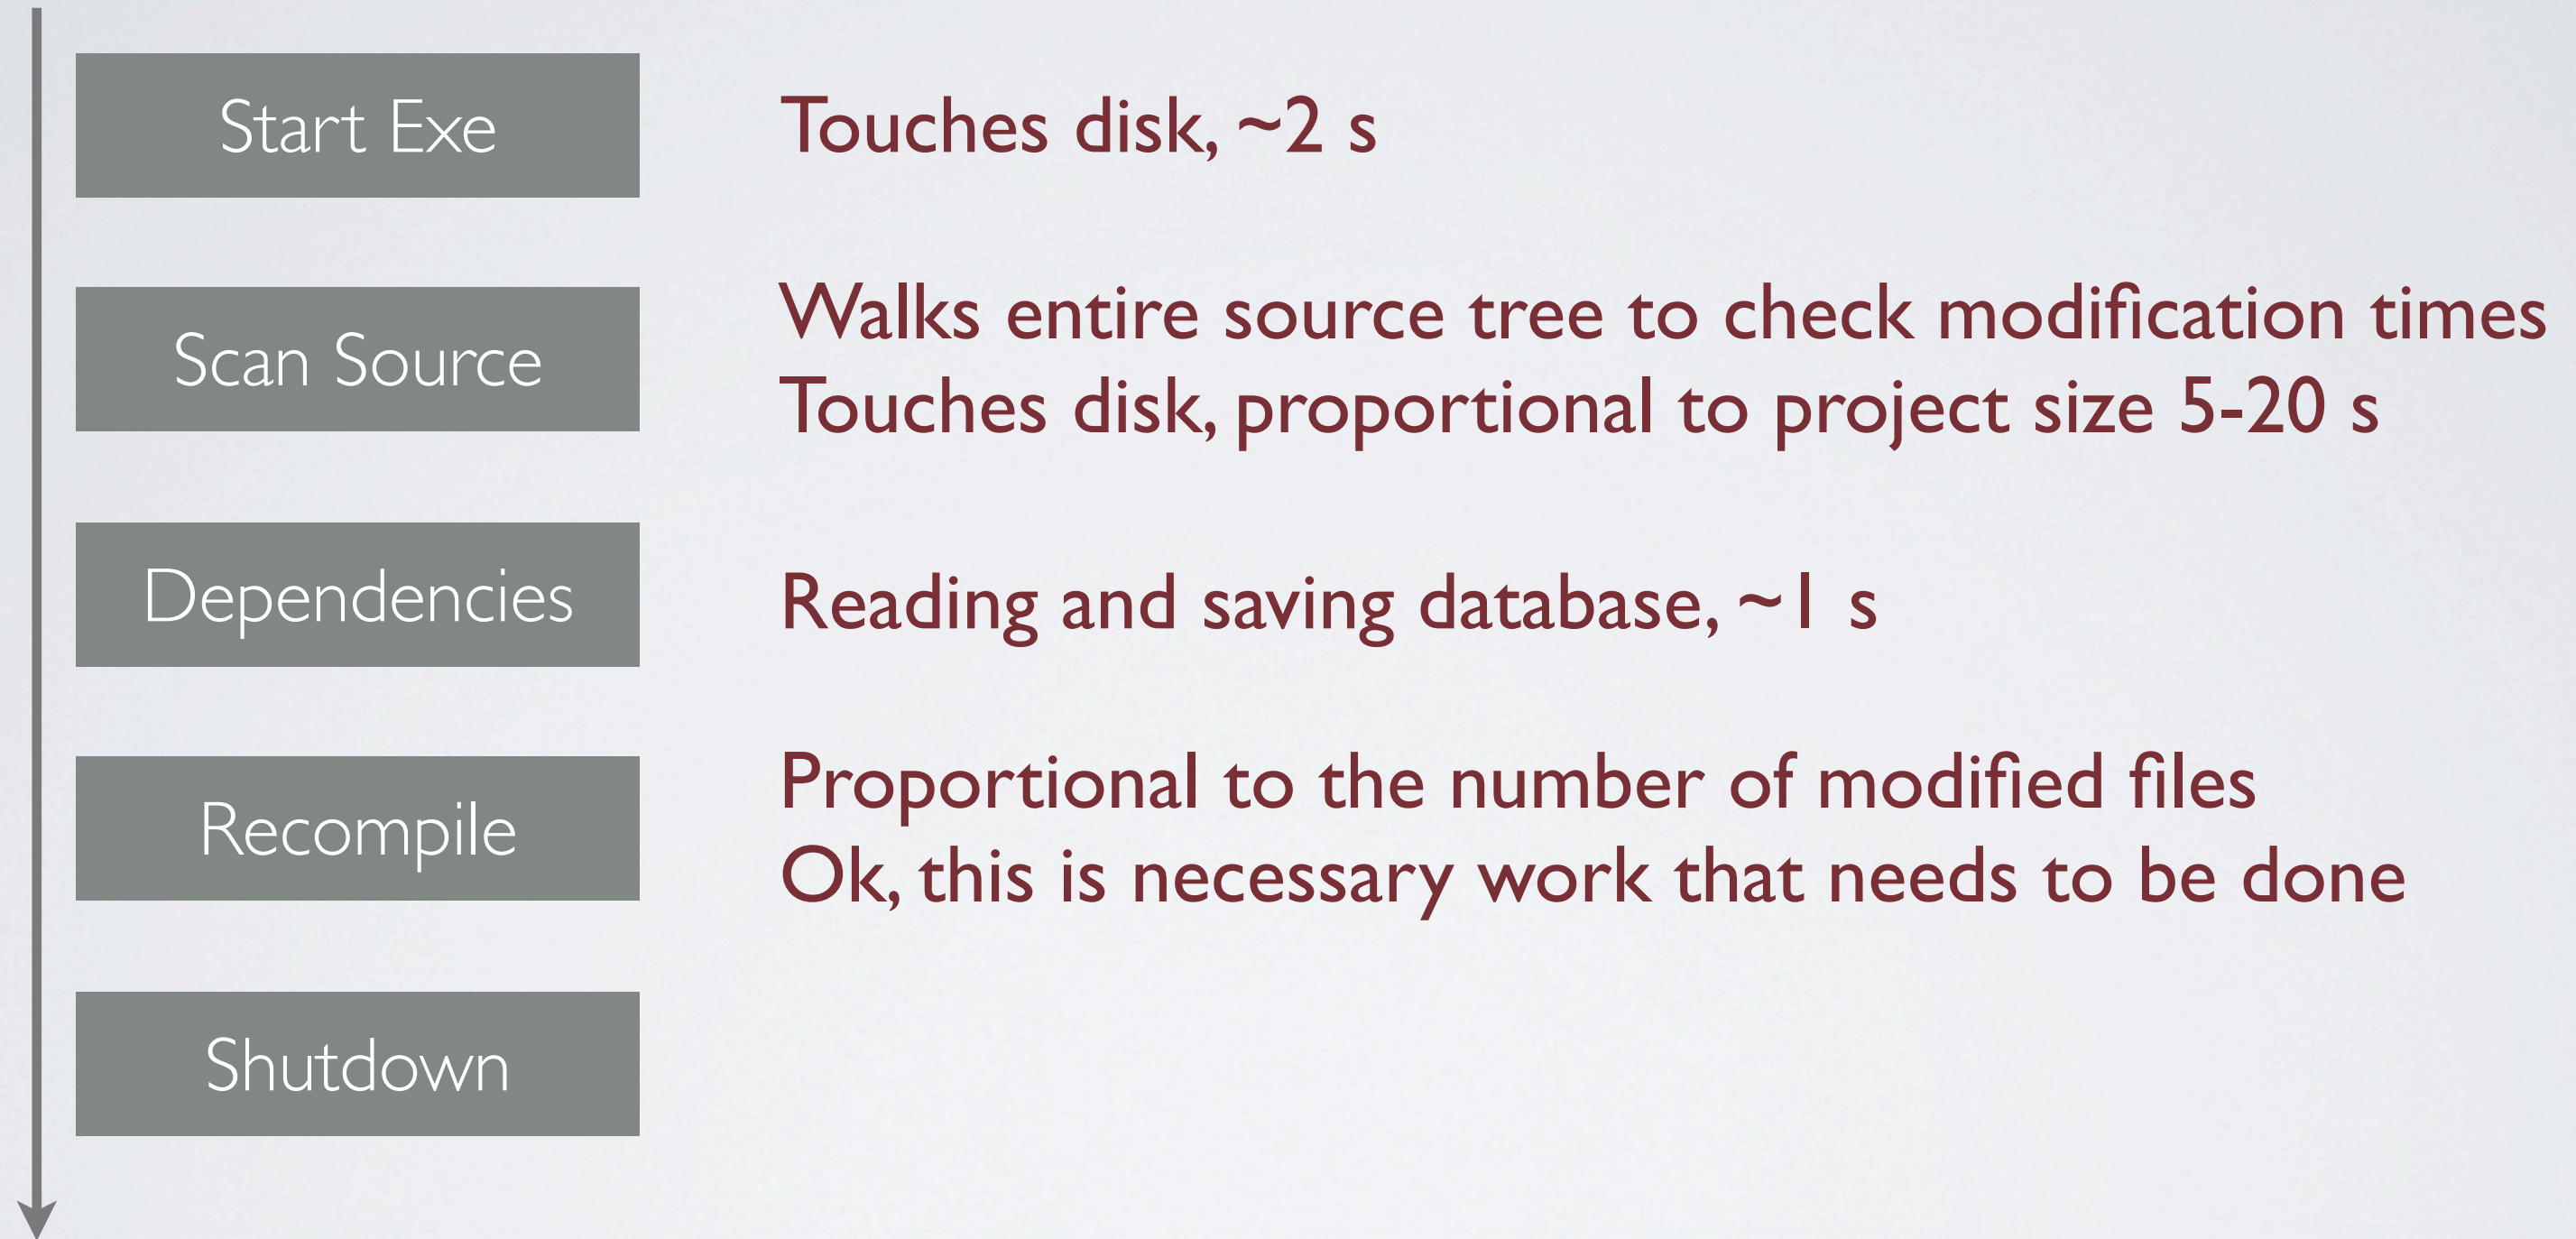 Start Exe
Touches disk, ~2 s
Scan Source
Walks entire source tree to check modification times
Touches disk, proportional to project size 5-20 s
Dependencies
Reading and saving database, ~1 s
Recompile
Proportional to the number of modified files
Ok, this is necessary work that needs to be done
Shutdown